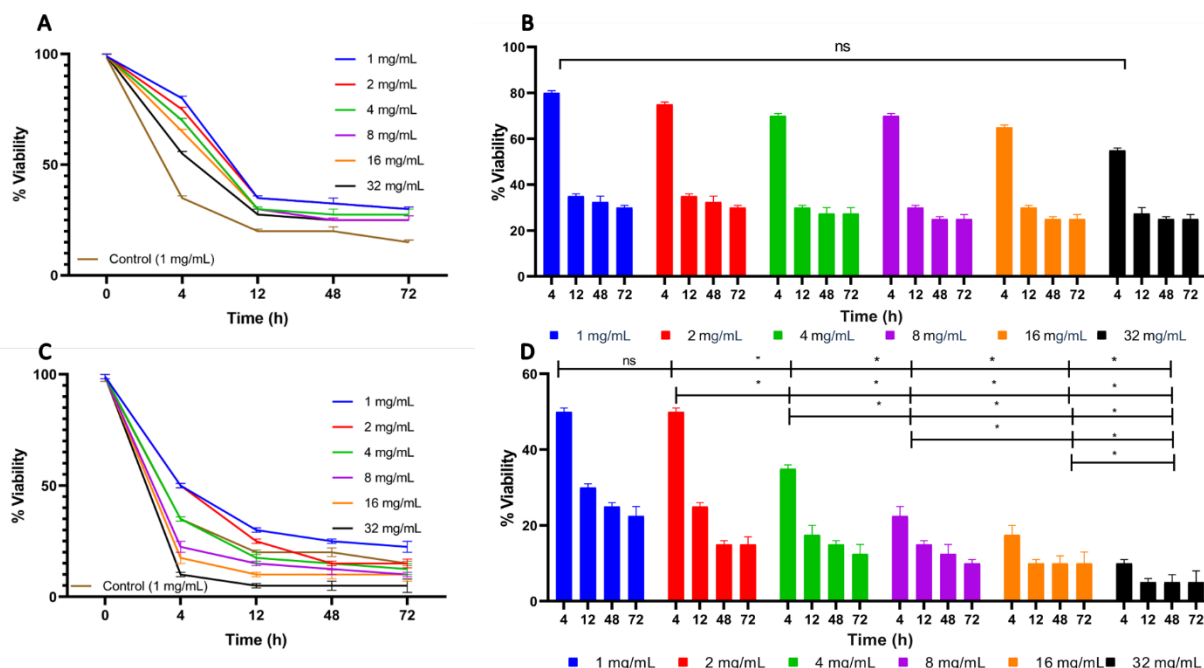 A
100
50
0
% Viability
1 mg/mL
2 mg/mL
4 mg/mL
8 mg/mL
16 mg/mL
32 mg/mL
Control (1 mg/mL)
0 4 12 48 72
Time (h)
B
100
80
60
40
20
0
% Viability
ns
4 12 48 72 4 12 48 72 4 12 48 72 4 12 48 72 4 12 48 72 4 12 48 72
Time (h)
1 mg/mL 2 mg/mL 4 mg/mL 8 mg/mL 16 mg/mL 32 mg/mL
C
100
50
0
% Viability
1 mg/mL
2 mg/mL
4 mg/mL
8 mg/mL
16 mg/mL
32 mg/mL
Control (1 mg/mL)
0 4 12 48 72
Time (h)
D
60
40
20
0
% Viability
ns * * * *
* * * *
* * *
* *
*
4 12 48 72 4 12 48 72 4 12 48 72 4 12 48 72 4 12 48 72 4 12 48 72
Time (h)
1 mg/mL 2 mg/mL 4 mg/mL 8 mg/mL 16 mg/mL 32 mg/mL